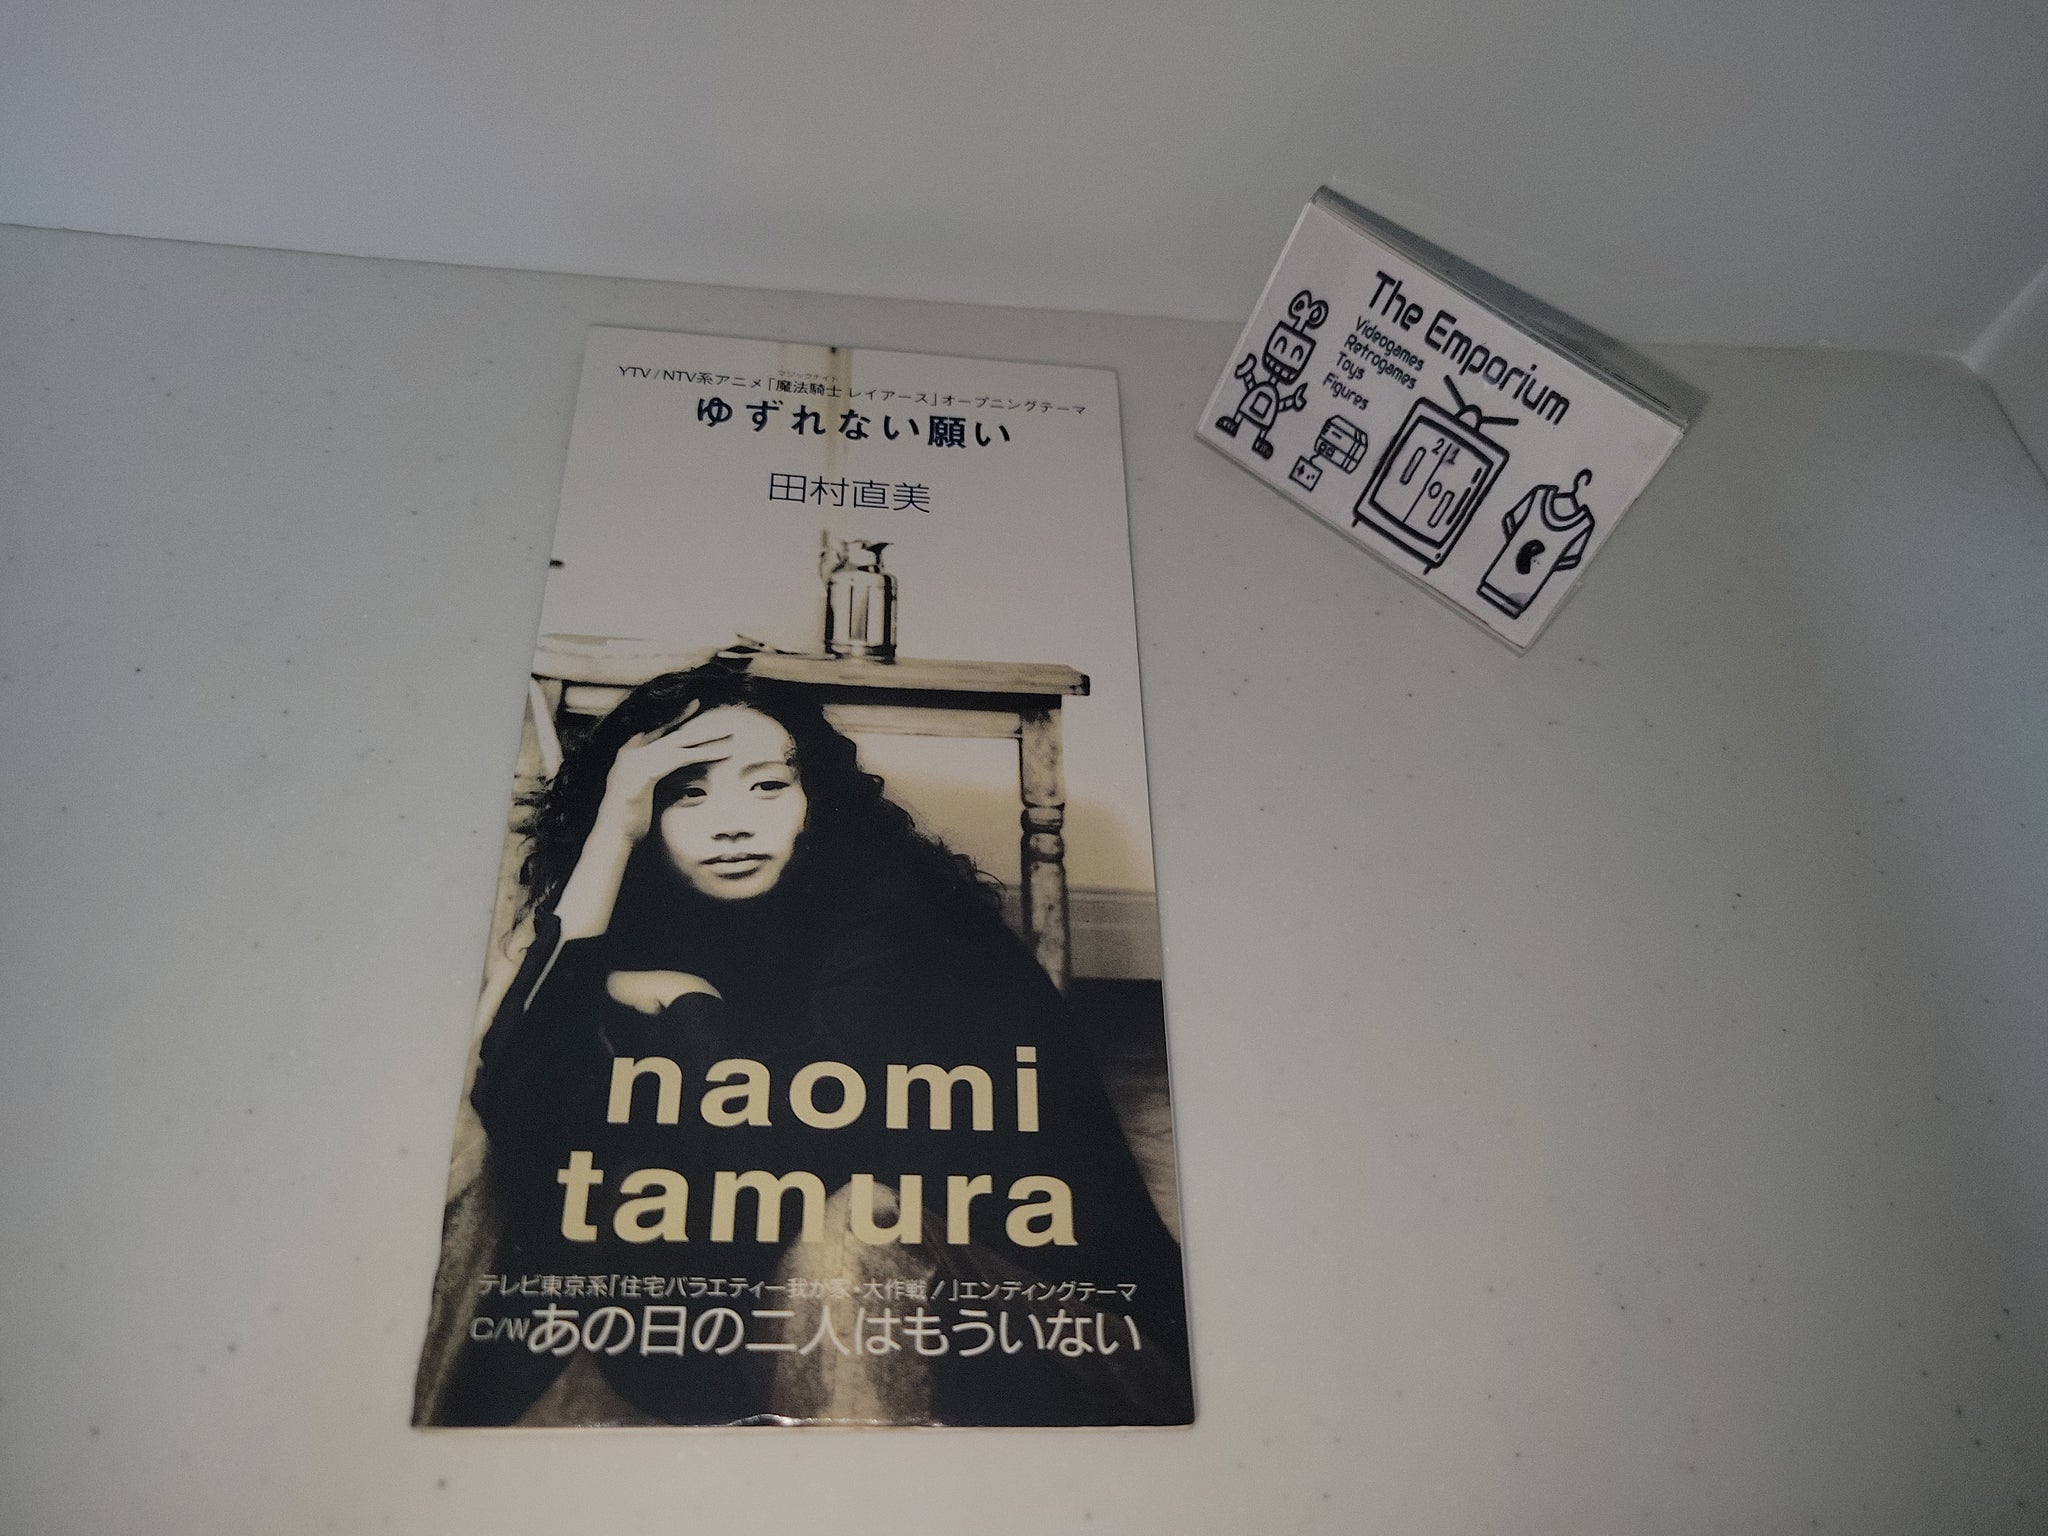 YTV/NTV系アニメ「魔法騎士 レイアース」オープニングテーマ
マジックナイト
ゆずれない願い
田村直美
naomi
tamura
テレビ東京系「住宅バラエティー我が家・大作戦!」エンディングテーマ
C/Wあの日の二人はもういない
The Emporium
Videogames
Retrogames
Toys
Figures
21